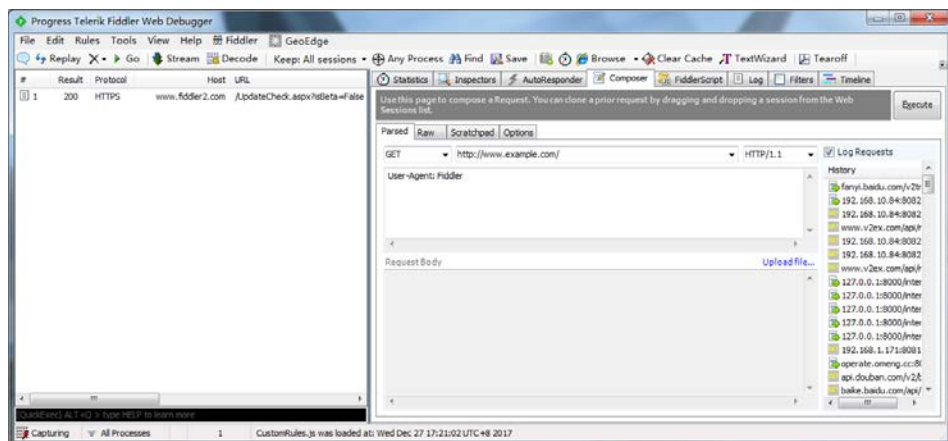 Progress Telerik Fiddler Web Debugger
File Edit Rules Tools View Help Fiddler GeoEdge
Replay X Go Stream Decode Keep: All sessions Any Process Find Save Browse Clear Cache TextWizard Tearoff
# Result Protocol Host URL
1 200 HTTPS www.fiddler2.com /UpdateCheck.aspx?isBeta=False
Statistics Inspectors AutoResponder Composer FiddlerScript Log Filters Timeline
Use this page to compose a Request. You can clone a prior request by dragging and dropping a session from the Web
Sessions list.
Execute
Parsed Raw Scratchpad Options
GET http://www.example.com/ HTTP/1.1
Log Requests
User-Agent: Fiddler
History
fanyi.baidu.com/v2tr
192.168.10.84:8082
192.168.10.84:8082
www.v2ex.com/api/r
192.168.10.84:8082
192.168.10.84:8082
www.v2ex.com/api/r
127.0.0.1:8000/inter
127.0.0.1:8000/inter
127.0.0.1:8000/inter
127.0.0.1:8000/inter
192.168.1.171:8081
operate.omeng.cc:80
api.douban.com/v2/b
baike.baidu.com/api/
Request Body Upload file...
[QuickExec] ALT+Q > type HELP to learn more
Capturing All Processes 1 CustomRules.js was loaded at: Wed Dec 27 17:21:02 UTC+8 2017